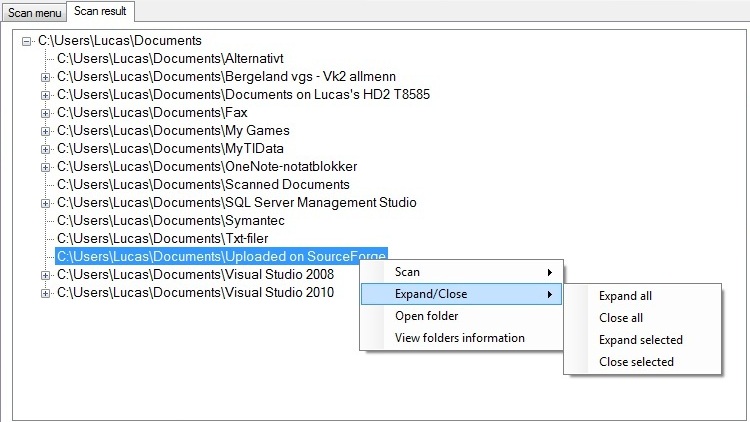 Scan menu Scan result
C:\Users\Lucas\Documents
C:\Users\Lucas\Documents\Alternativt
C:\Users\Lucas\Documents\Bergeland vgs - Vk2 allmenn
C:\Users\Lucas\Documents\Documents on Lucas's HD2 T8585
C:\Users\Lucas\Documents\Fax
C:\Users\Lucas\Documents\My Games
C:\Users\Lucas\Documents\MyTIData
C:\Users\Lucas\Documents\OneNote-notatblokker
C:\Users\Lucas\Documents\Scanned Documents
C:\Users\Lucas\Documents\SQL Server Management Studio
C:\Users\Lucas\Documents\Symantec
C:\Users\Lucas\Documents\Txt-filer
C:\Users\Lucas\Documents\Uploaded on SourceForge
C:\Users\Lucas\Documents\Visual Studio 2008
C:\Users\Lucas\Documents\Visual Studio 2010
Scan
Expand/Close
Open folder
View folders information
Expand all
Close all
Expand selected
Close selected